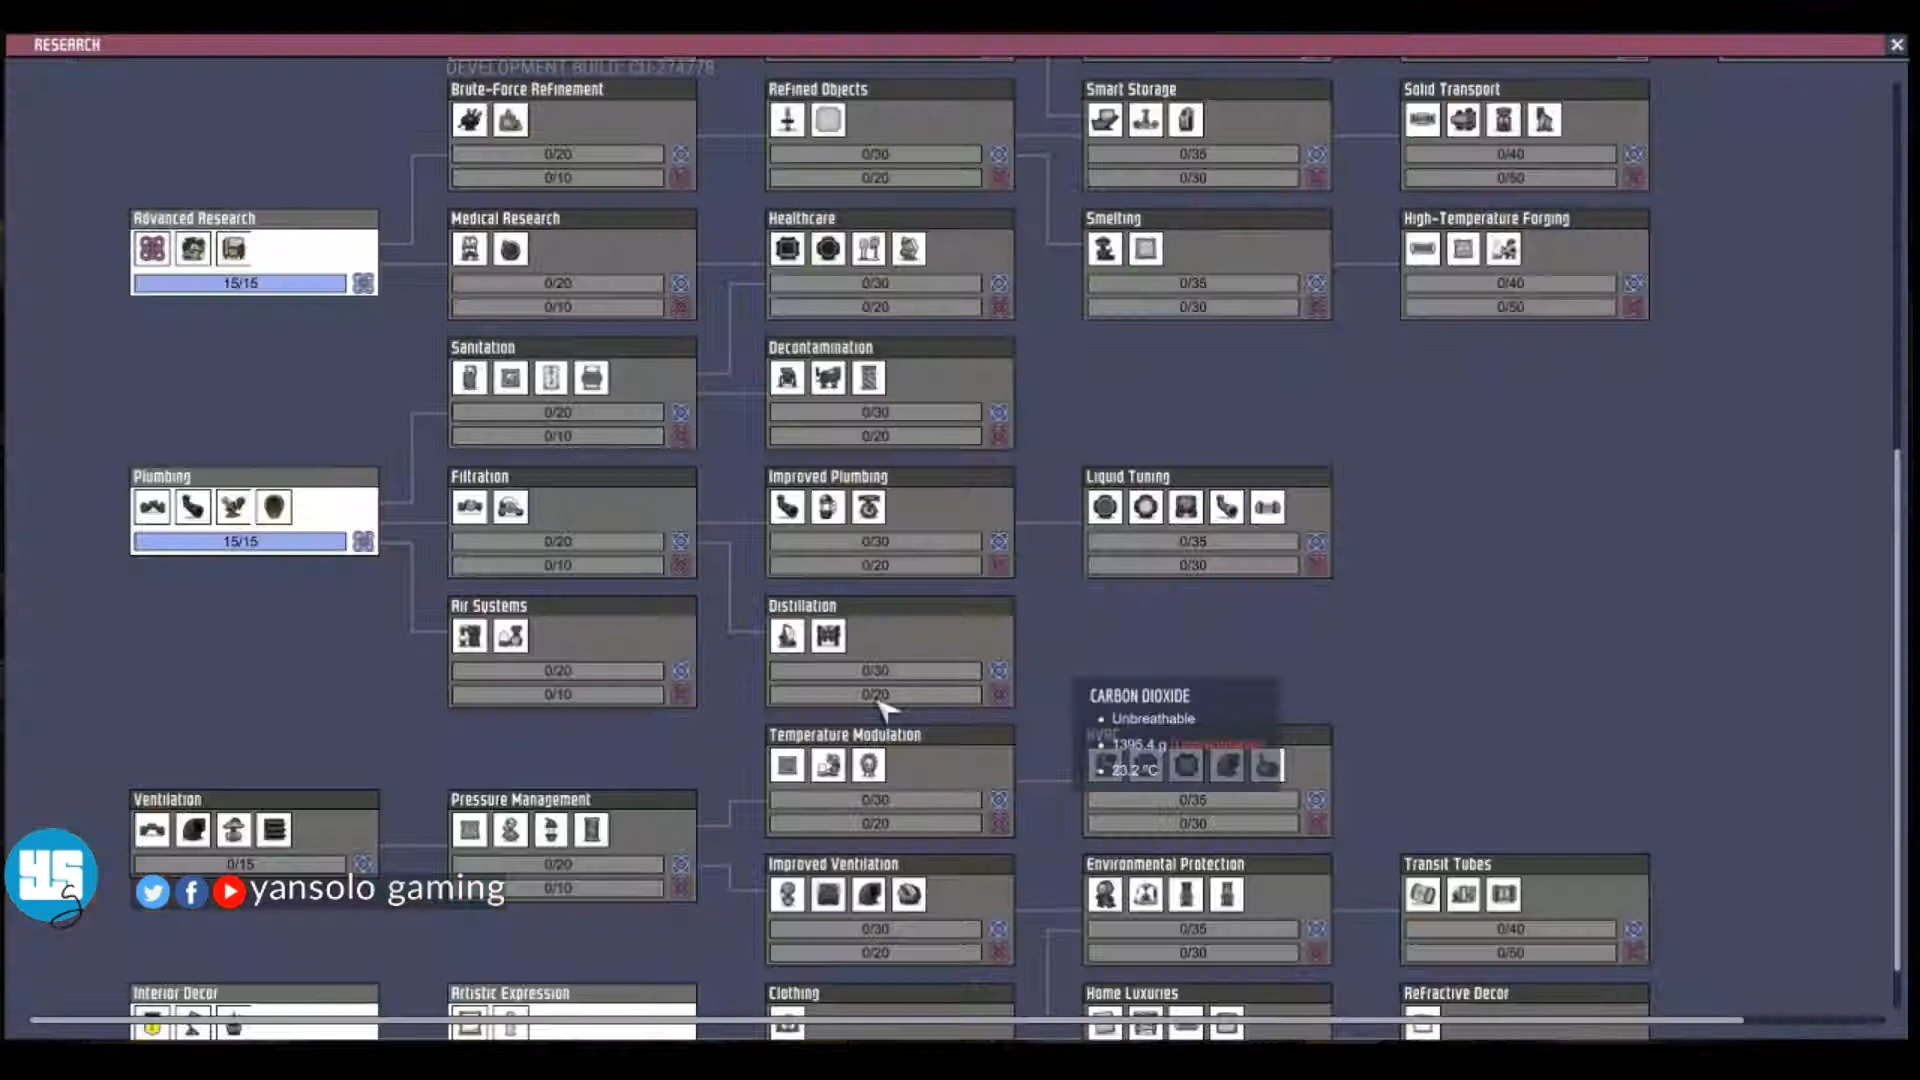 RESEARCH
DEVELOPMENT BUILD: CU-274778
Brute-Force Refinement
0/20
0/10
Refined Objects
0/30
0/20
Smart Storage
0/35
0/30
Solid Transport
0/40
0/50
Advanced Research
15/15
Medical Research
0/20
0/10
Healthcare
0/30
0/20
Smelting
0/35
0/30
High-Temperature Forging
0/40
0/50
Sanitation
0/20
0/10
Decontamination
0/30
0/20
Plumbing
15/15
Filtration
0/20
0/10
Improved Plumbing
0/30
0/20
Liquid Tuning
0/35
0/30
Air Systems
0/20
0/10
Distillation
0/30
0/20
Temperature Modulation
0/30
0/20
CARBON DIOXIDE
• Unbreathable
HVAC
• 1395.4 g
• 23.2 °C
0/35
0/30
Ventilation
0/15
Pressure Management
0/20
0/10
Improved Ventilation
0/30
0/20
Environmental Protection
0/35
0/30
Transit Tubes
0/40
0/50
YS
yansolo gaming
Interior Decor
Artistic Expression
Clothing
Home Luxuries
Refractive Decor